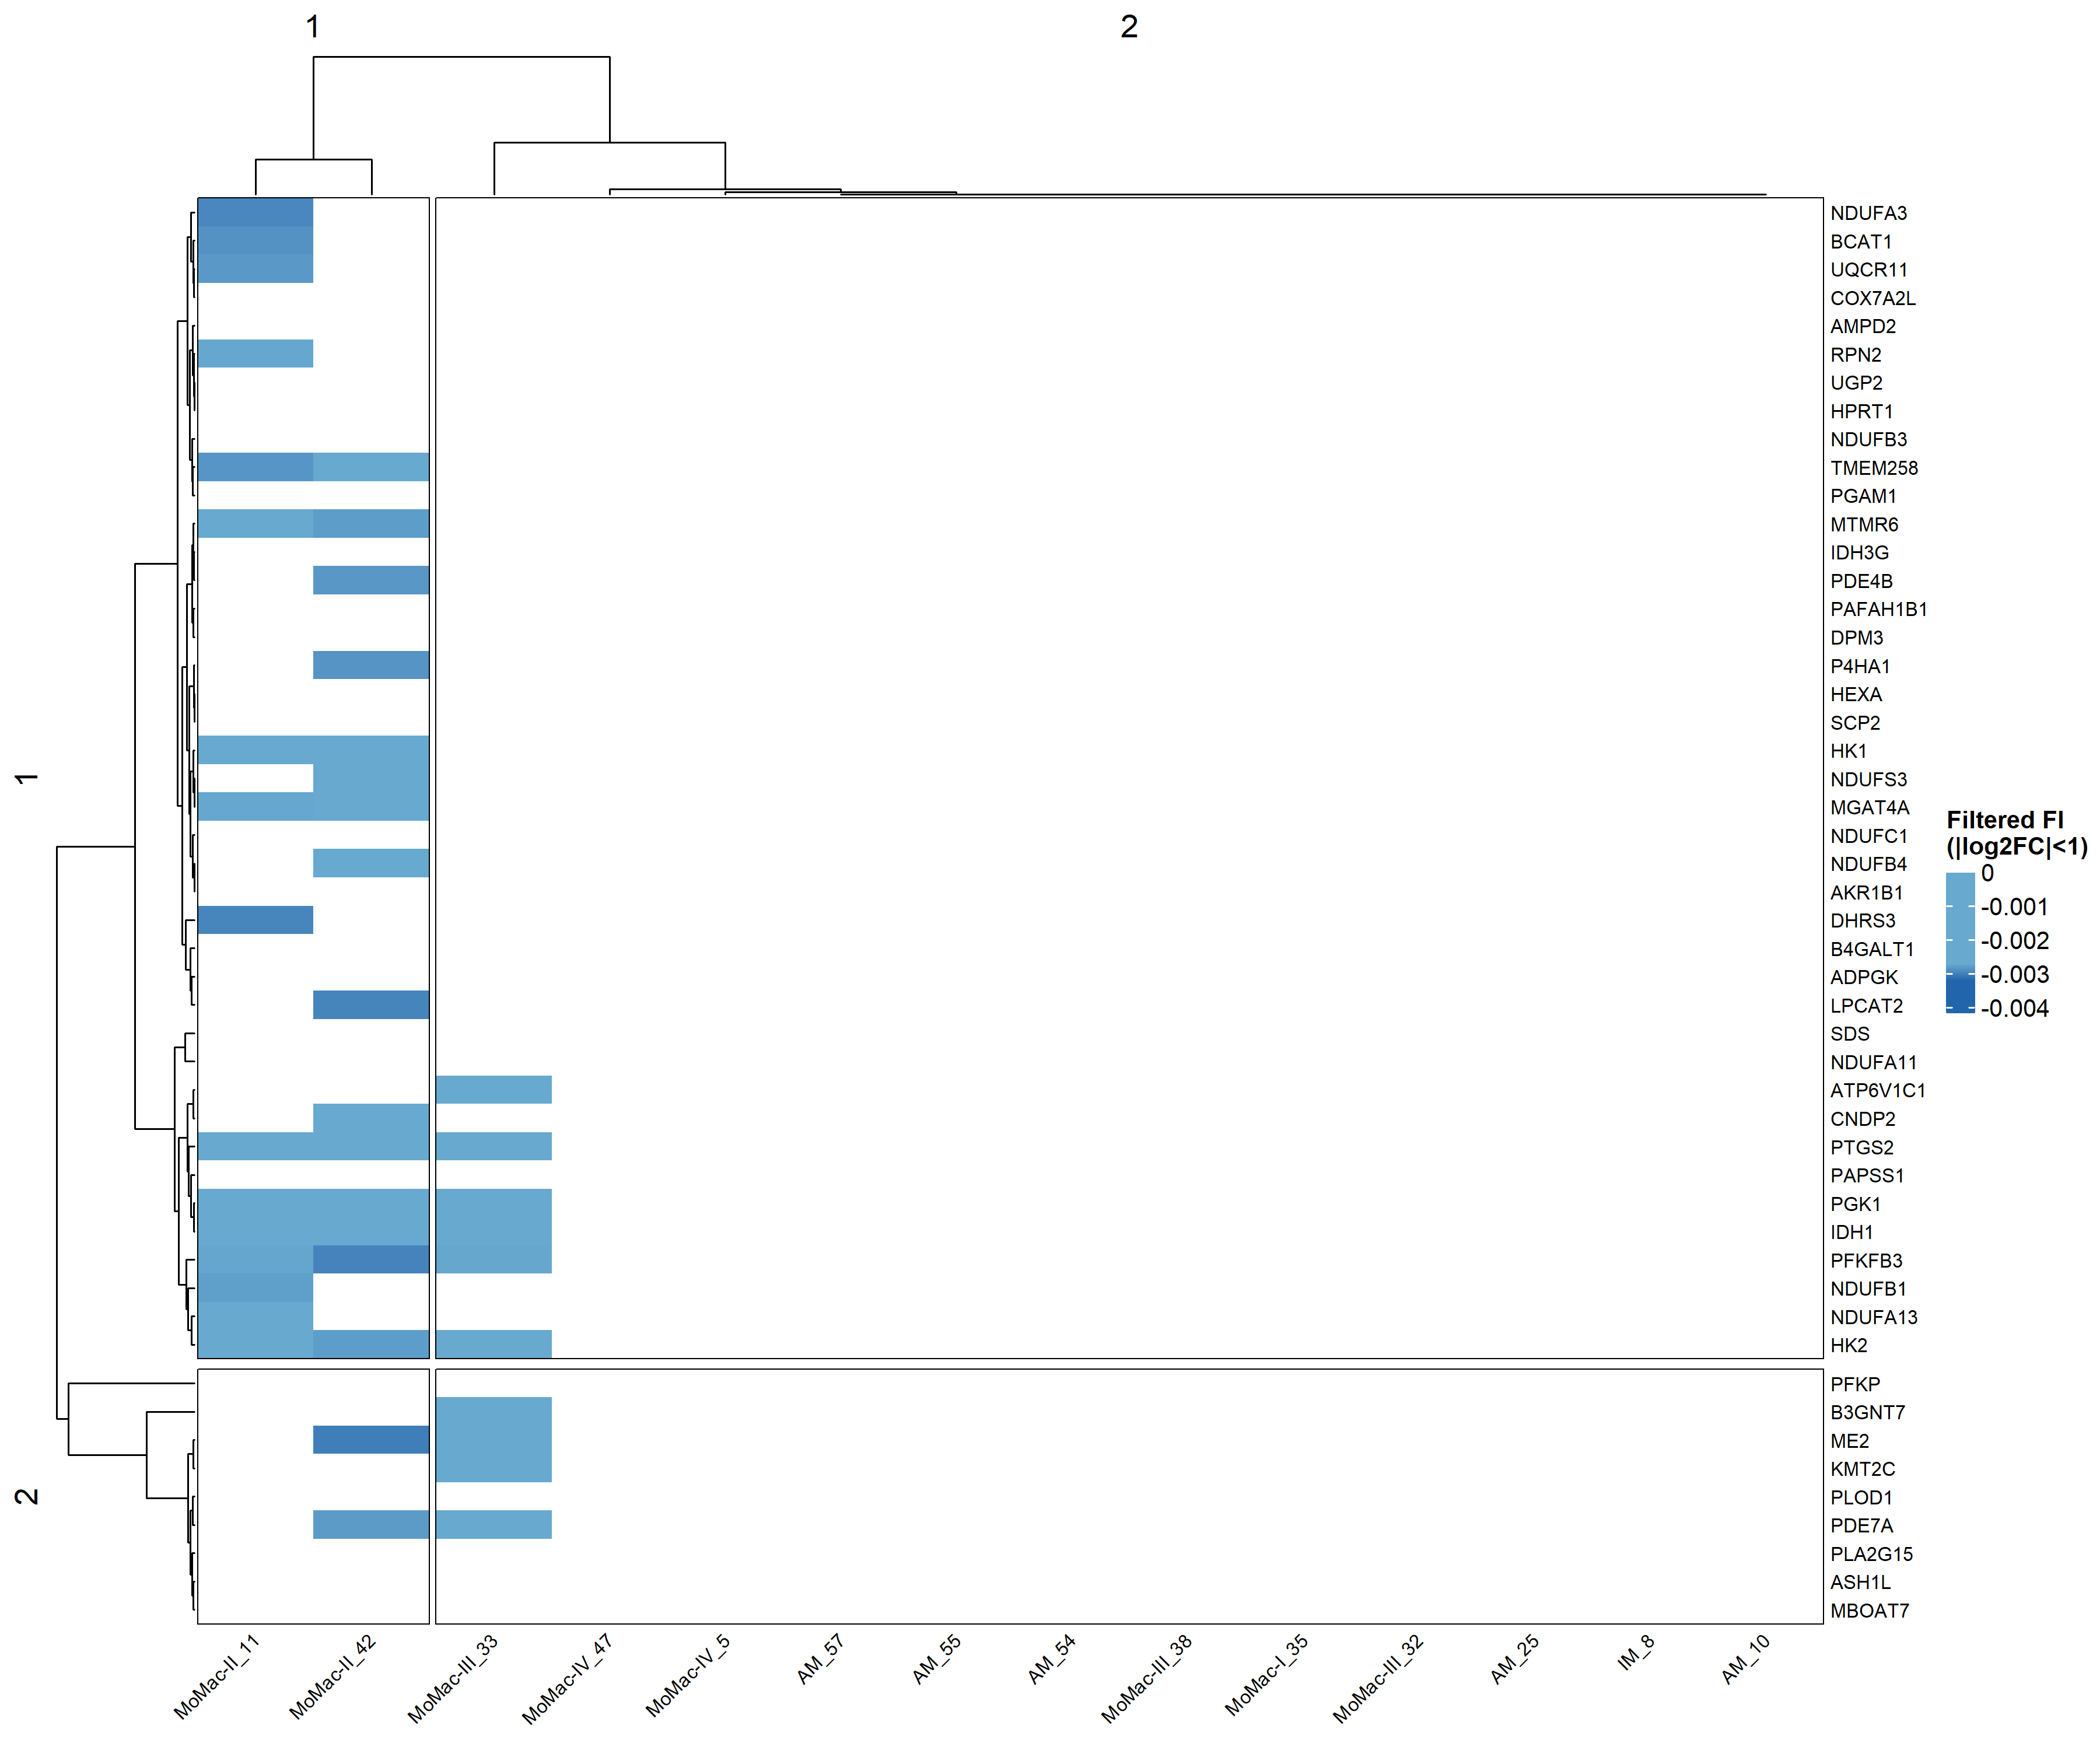 1
2
NDUFA3
BCAT1
UQCR11
COX7A2L
AMPD2
RPN2
UGP2
HPRT1
NDUFB3
TMEM258
PGAM1
MTMR6
IDH3G
PDE4B
PAFAH1B1
DPM3
P4HA1
HEXA
SCP2
HK1
NDUFS3
MGAT4A
NDUFC1
NDUFB4
AKR1B1
DHRS3
B4GALT1
ADPGK
LPCAT2
SDS
NDUFA11
ATP6V1C1
CNDP2
PTGS2
PAPSS1
PGK1
IDH1
PFKFB3
NDUFB1
NDUFA13
HK2
PFKP
B3GNT7
ME2
KMT2C
PLOD1
PDE7A
PLA2G15
ASH1L
MBOAT7
1
2
Filtered FI
(|log2FC|<1)
0
-0.001
-0.002
-0.003
-0.004
MoMac-II_11
MoMac-II_42
MoMac-III_33
MoMac-IV_47
MoMac-IV_5
AM_57
AM_55
AM_54
MoMac-III_38
MoMac-I_35
MoMac-III_32
AM_25
IM_8
AM_10